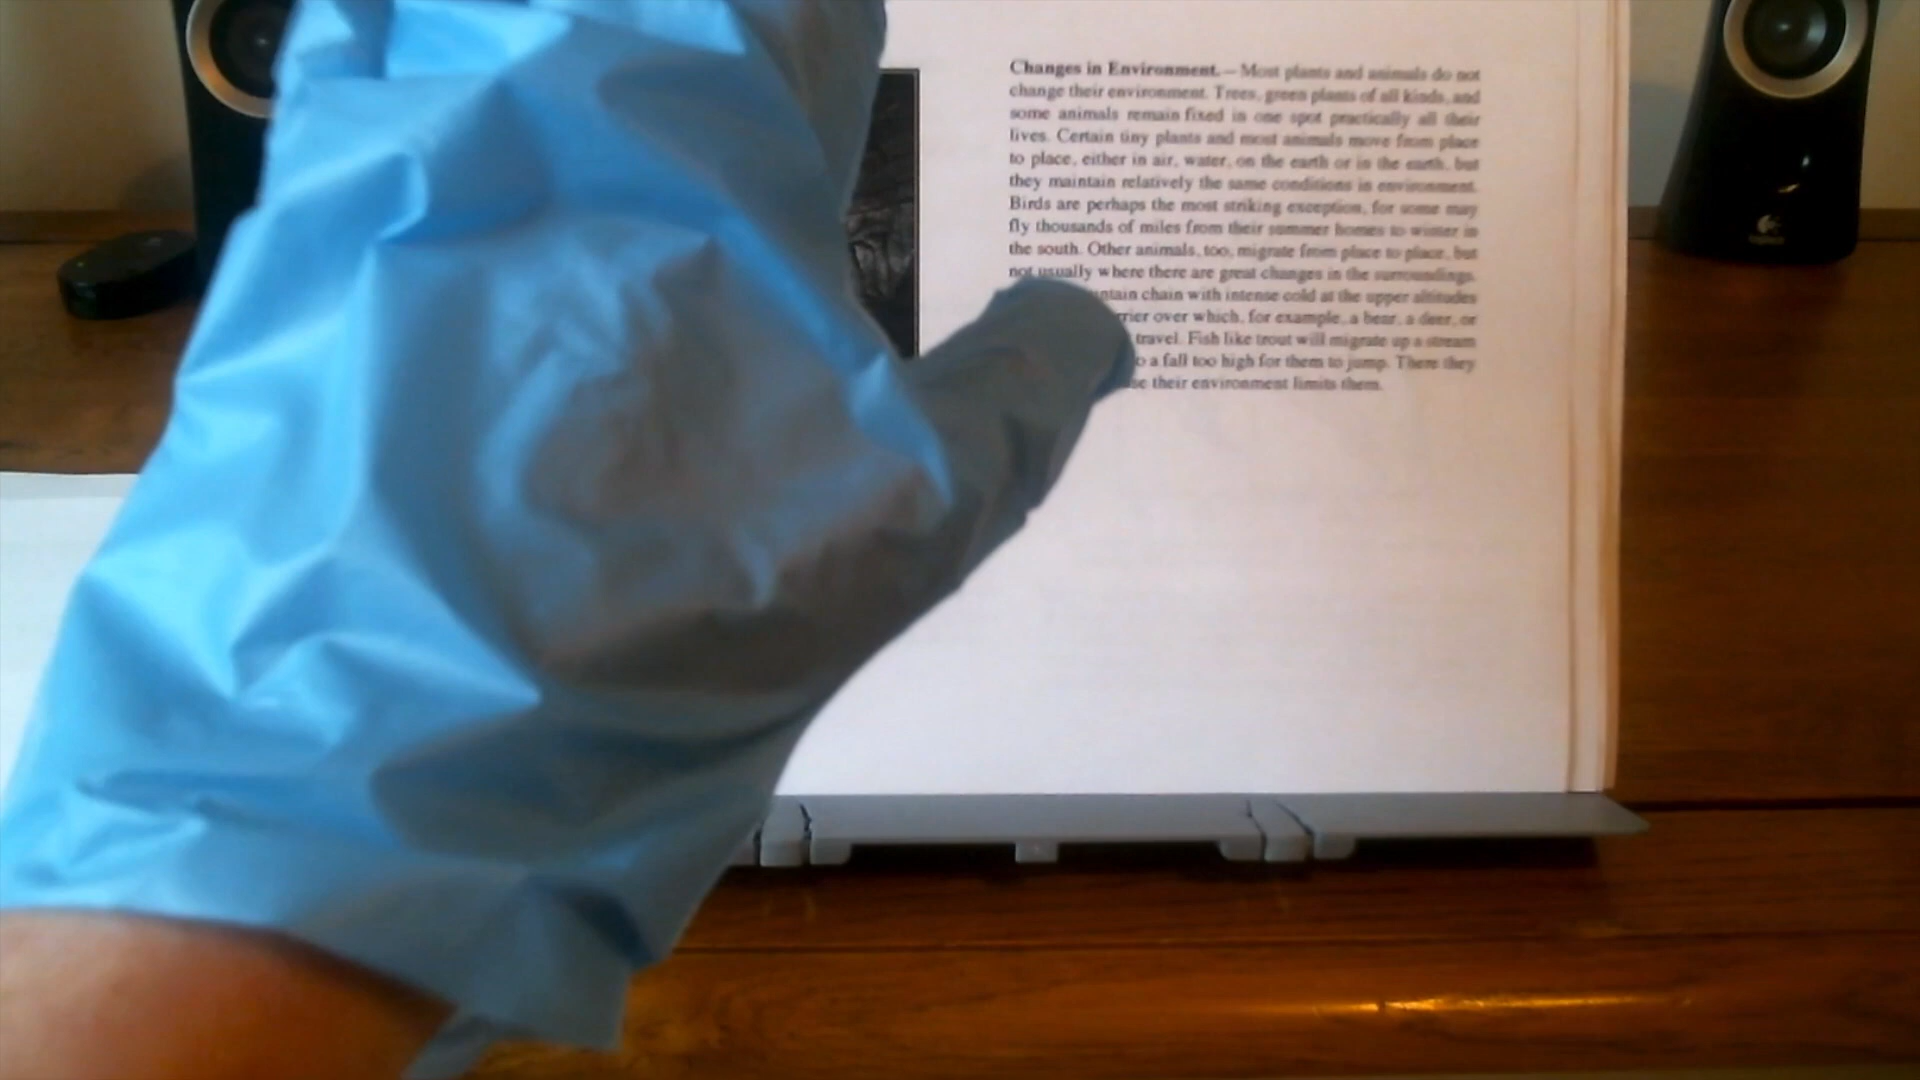 Changes in Environment. — Most plants and animals do not
change their environment. Trees, green plants of all kinds, and
some animals remain fixed in one spot practically all their
lives. Certain tiny plants and most animals move from place
to place, either in air, water, on the earth or in the earth, but
they maintain relatively the same conditions in environment.
Birds are perhaps the most striking exception, for some may
fly thousands of miles from their summer homes to winter in
the south. Other animals, too, migrate from place to place, but
not usually where there are great changes in the surroundings.
ntain chain with intense cold at the upper altitudes
rier over which, for example, a bear, a deer, or
travel. Fish like trout will migrate up a stream
o a fall too high for them to jump. There they
se their environment limits them.